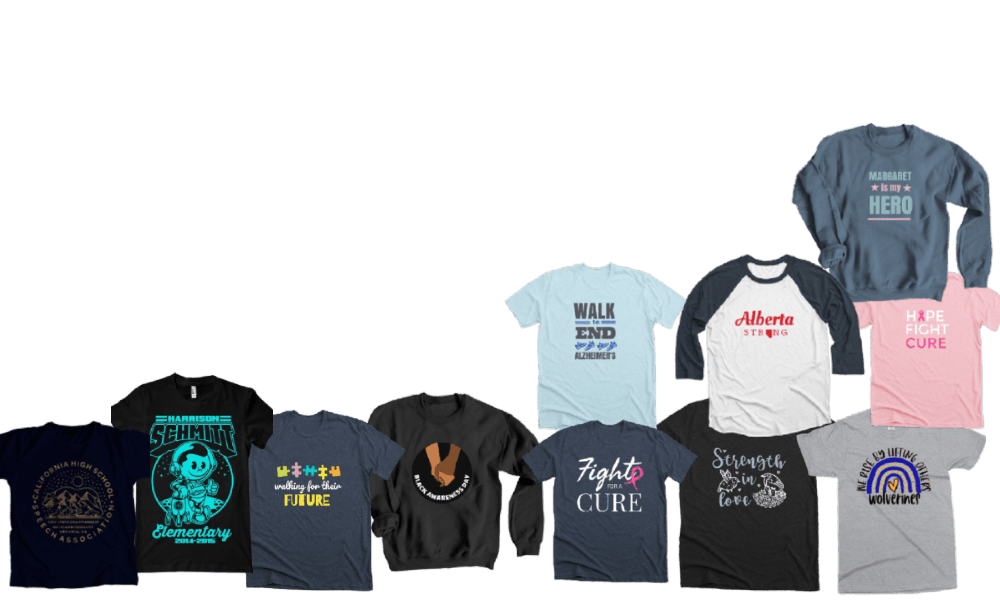 MARGARET
is my
HERO
WALK
to
END
ALZHEIMER'S
Alberta
STRONG
HOPE
FIGHT
CURE
CALIFORNIA HIGH SCHOOL
SPEECH ASSOCIATION
HARRISON
SCHMITT
Elementary
2014-2015
walking for their
FUTURE
BLACK AWARENESS DAY
Fight
FOR A
CURE
Strength
in
love
WE RISE BY LIFTING OTHERS
wolverines